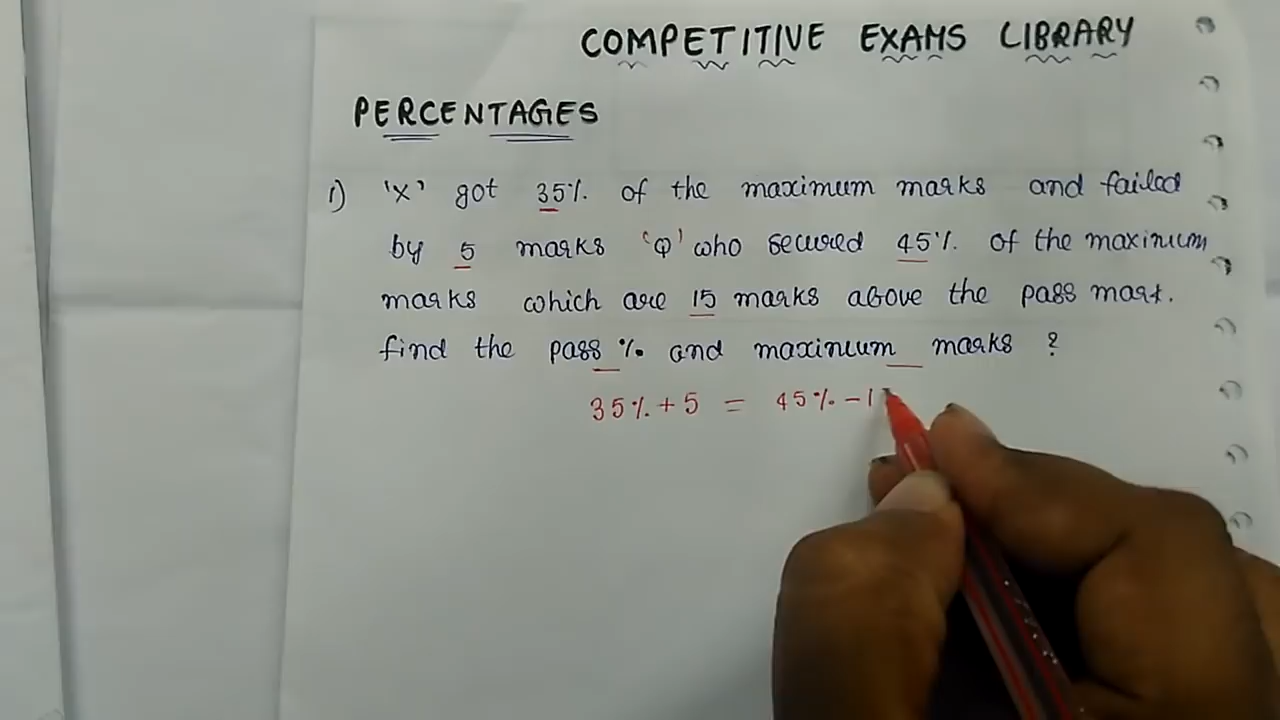 COMPETITIVE EXAMS LIBRARY
PERCENTAGES
1) 'X' got 35% of the maximum marks and failed
by 5 marks 'Q' who secured 45% of the maximum
marks which are 15 marks above the pass mark.
find the pass % and maximum marks ?
35% + 5 = 45% - 1